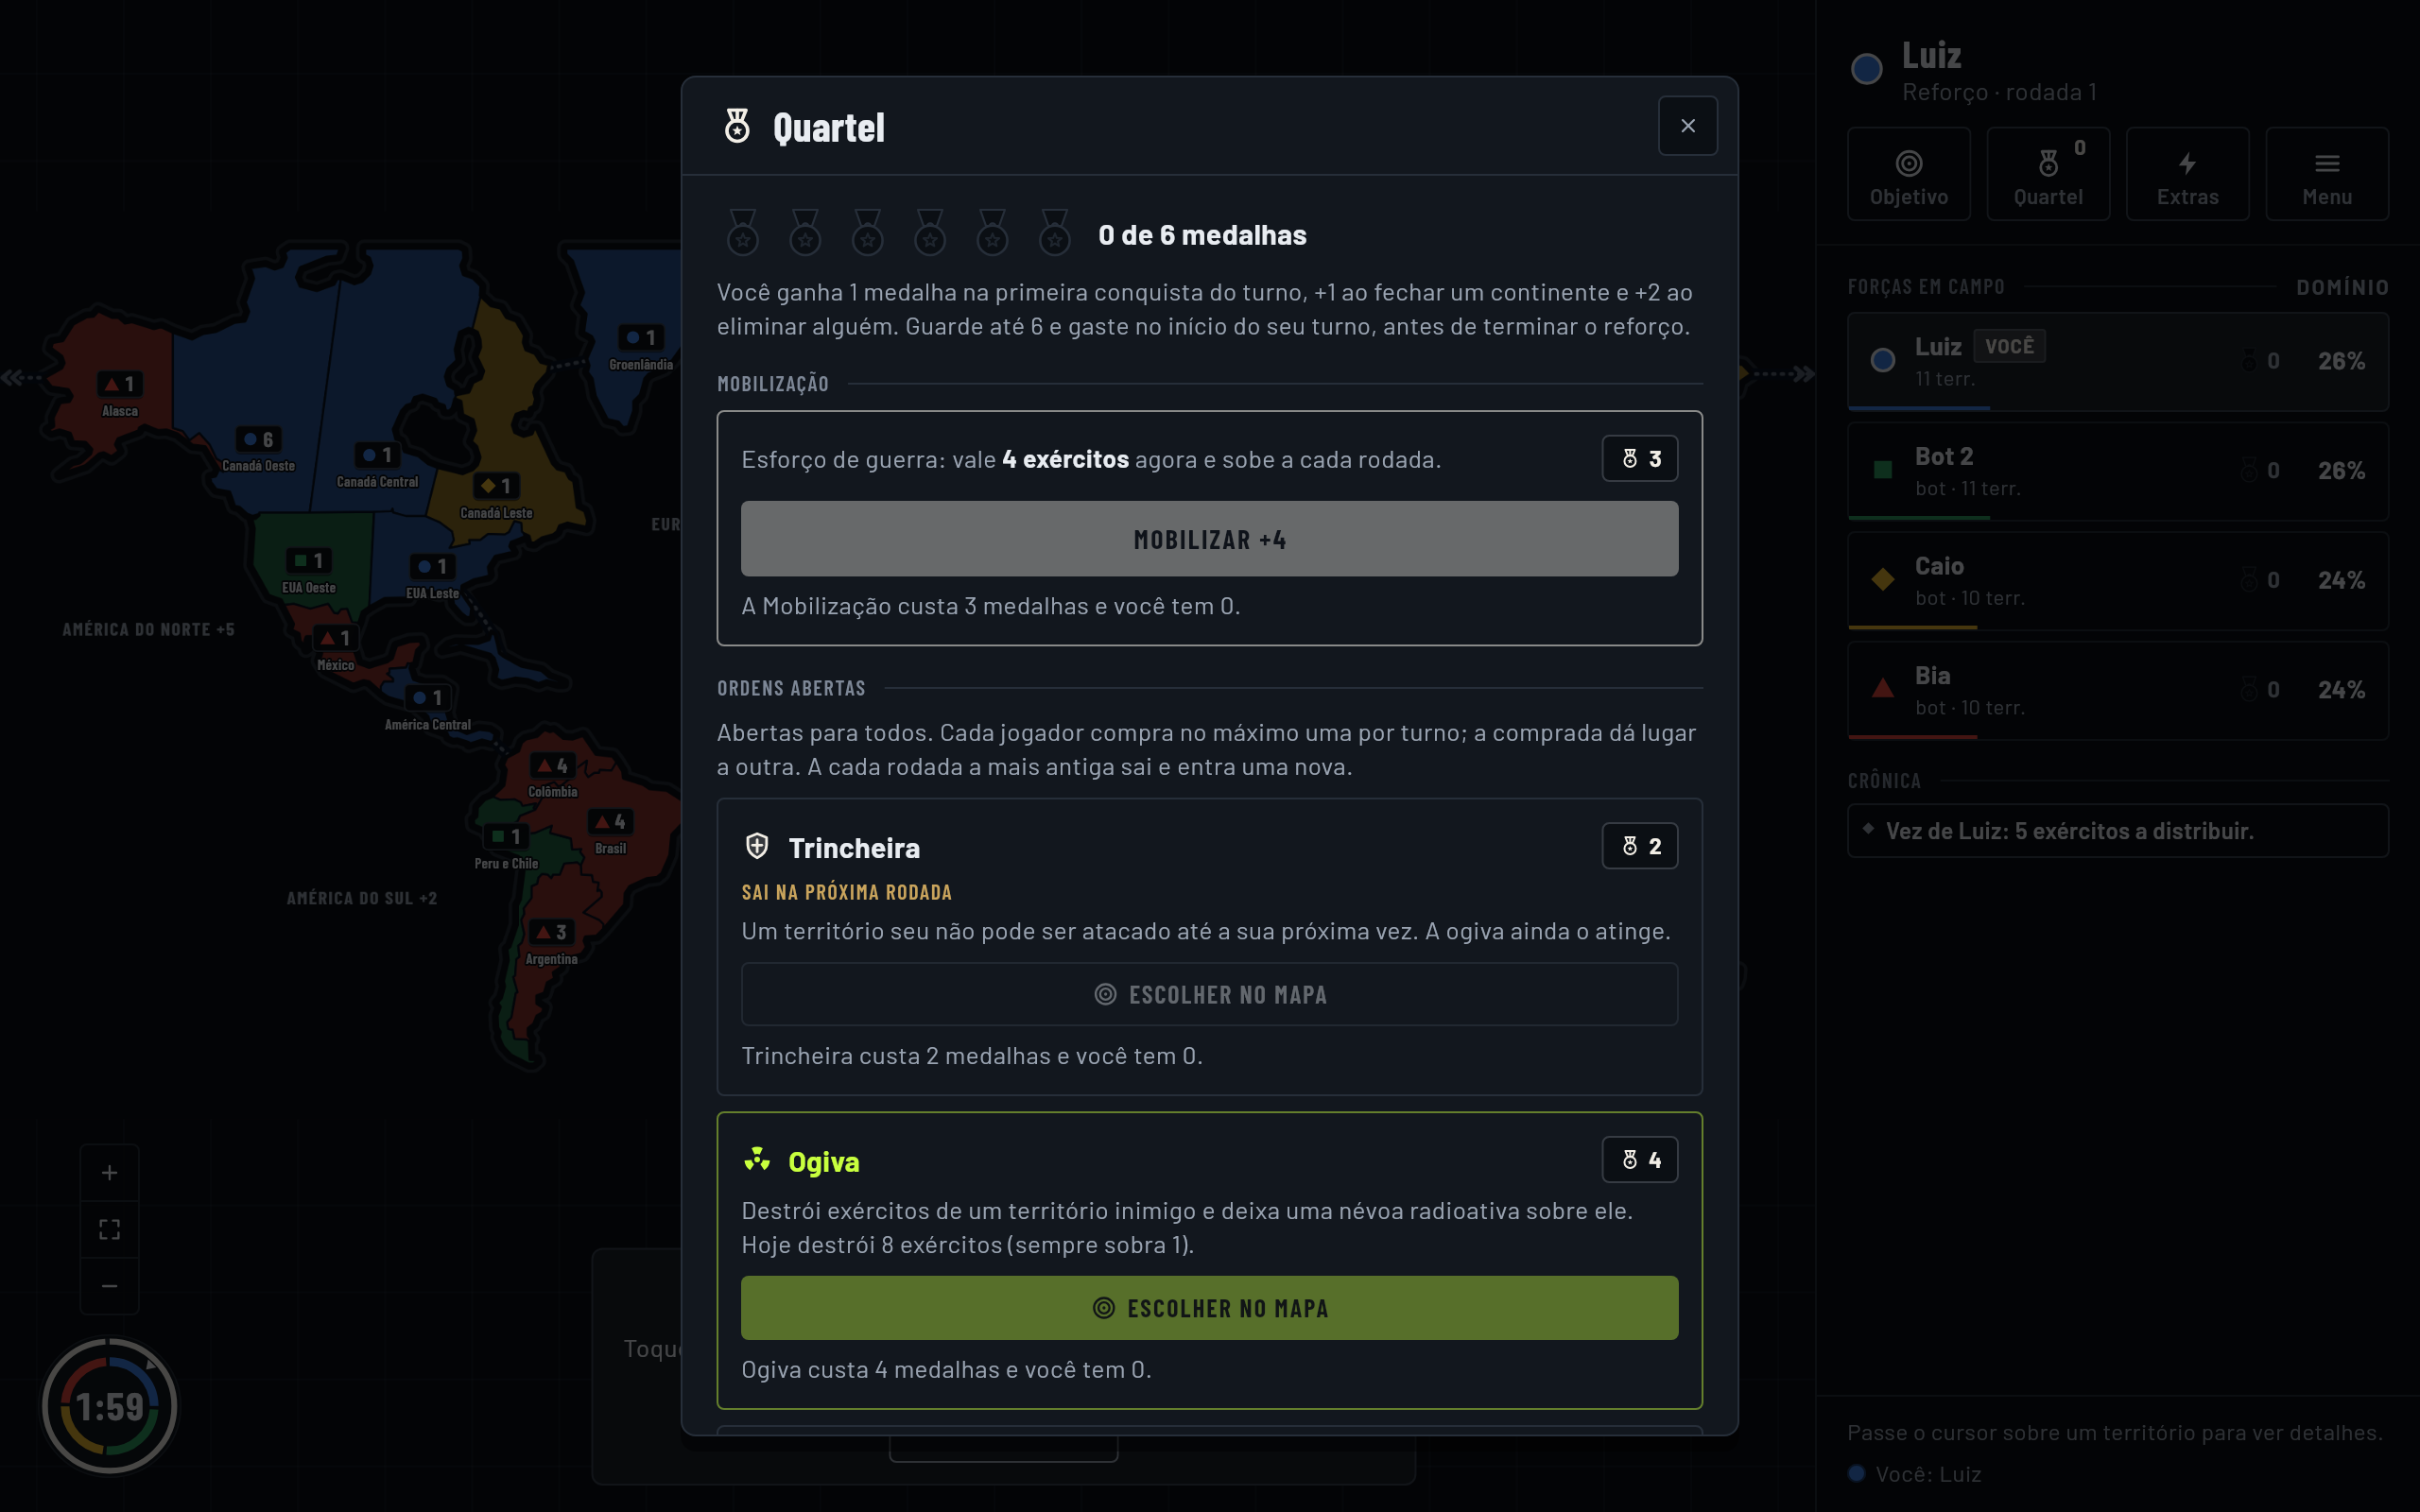 Quartel
0 de 6 medalhas
Você ganha 1 medalha na primeira conquista do turno, +1 ao fechar um continente e +2 ao
eliminar alguém. Guarde até 6 e gaste no início do seu turno, antes de terminar o reforço.
MOBILIZAÇÃO
Esforço de guerra: vale 4 exércitos agora e sobe a cada rodada.
3
MOBILIZAR +4
A Mobilização custa 3 medalhas e você tem 0.
ORDENS ABERTAS
Abertas para todos. Cada jogador compra no máximo uma por turno; a comprada dá lugar
a outra. A cada rodada a mais antiga sai e entra uma nova.
Trincheira
2
SAI NA PRÓXIMA RODADA
Um território seu não pode ser atacado até a sua próxima vez. A ogiva ainda o atinge.
ESCOLHER NO MAPA
Trincheira custa 2 medalhas e você tem 0.
Ogiva
4
Destrói exércitos de um território inimigo e deixa uma névoa radioativa sobre ele.
Hoje destrói 8 exércitos (sempre sobra 1).
ESCOLHER NO MAPA
Ogiva custa 4 medalhas e você tem 0.
1
Groenlândia
1
Alasca
6
Canadá Oeste
1
Canadá Central
1
Canadá Leste
EUR
1
EUA Oeste
1
EUA Leste
AMÉRICA DO NORTE +5
1
México
1
América Central
4
Colômbia
4
Brasil
1
Peru e Chile
AMÉRICA DO SUL +2
3
Argentina
+
−
1:59
Toque
Luiz
Reforço · rodada 1
Objetivo
0
Quartel
Extras
Menu
FORÇAS EM CAMPO
DOMÍNIO
Luiz VOCÊ
11 terr.
0
26%
Bot 2
bot · 11 terr.
0
26%
Caio
bot · 10 terr.
0
24%
Bia
bot · 10 terr.
0
24%
CRÔNICA
Vez de Luiz: 5 exércitos a distribuir.
Passe o cursor sobre um território para ver detalhes.
Você: Luiz